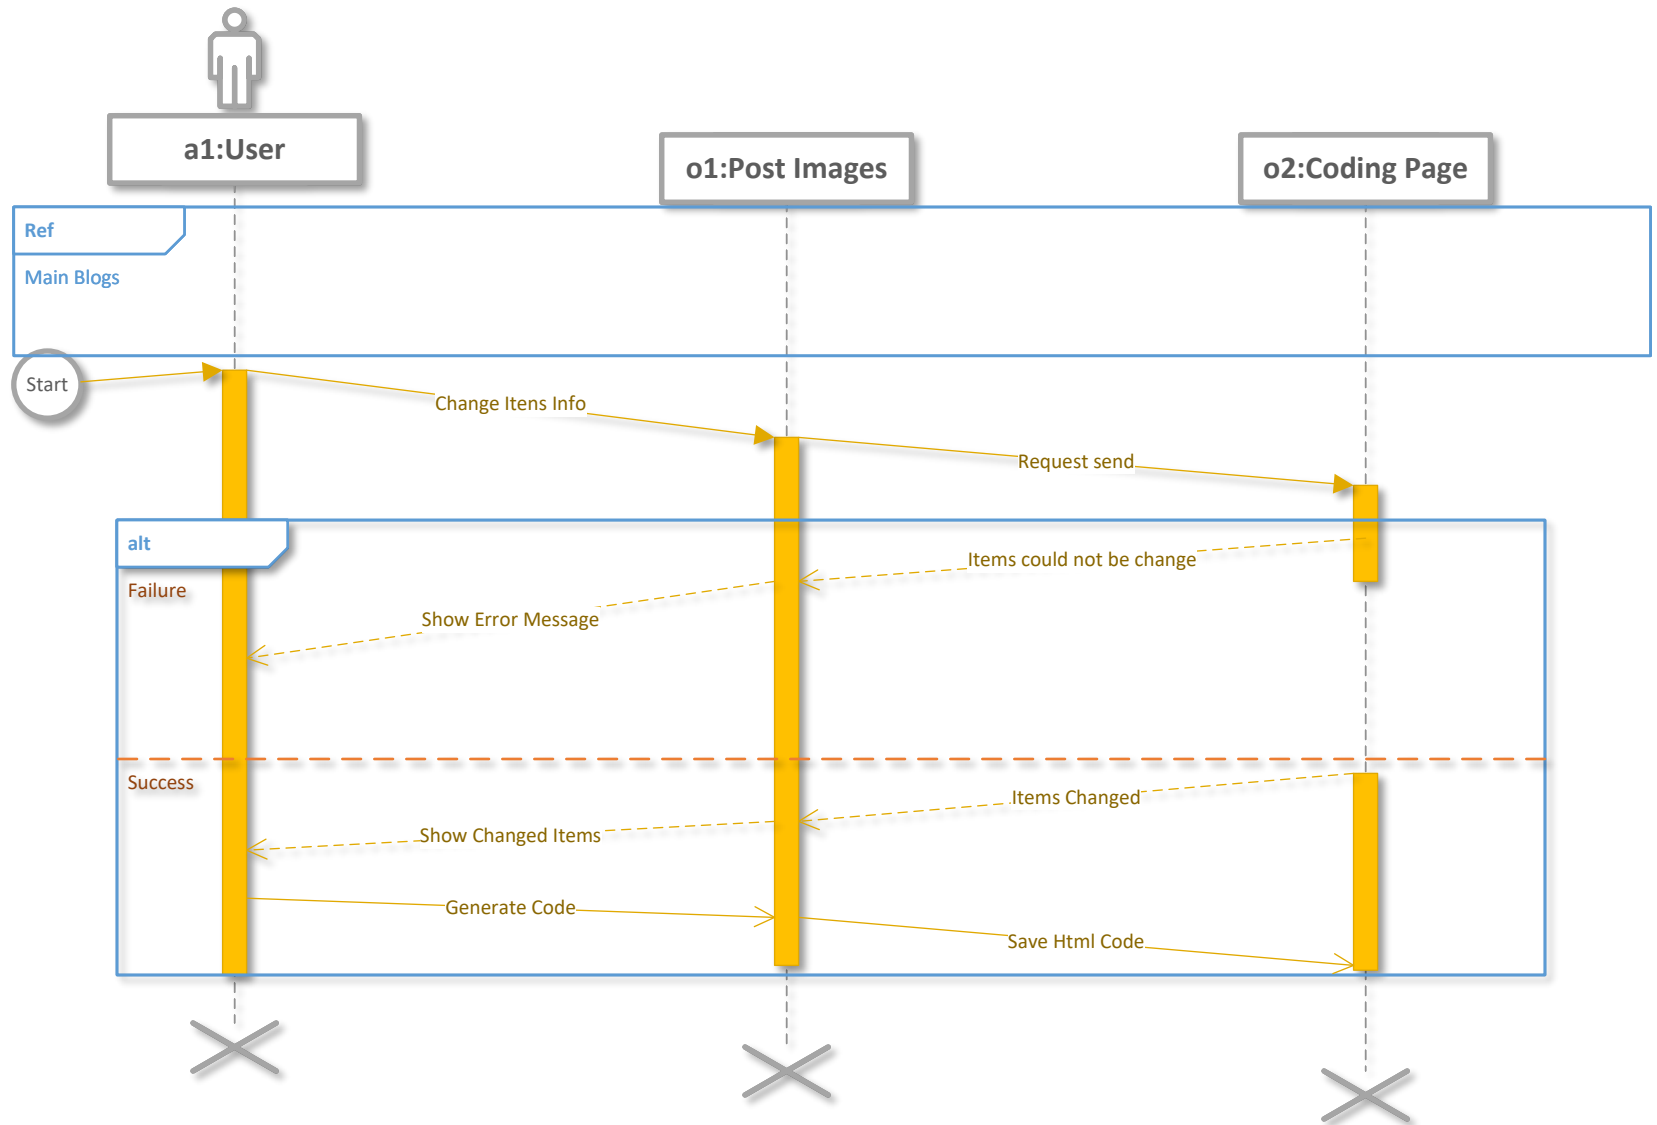 a1:User
o1:Post Images
o2:Coding Page
Ref
Main Blogs
Start
Change Itens Info
Request send
alt
Items could not be change
Failure
Show Error Message
Success
Items Changed
Show Changed Items
Generate Code
Save Html Code